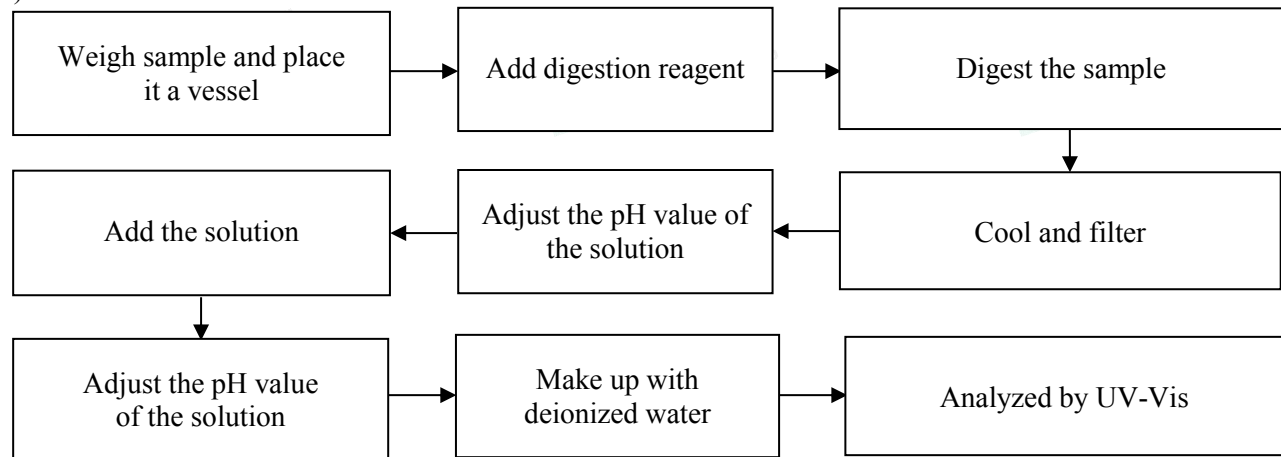 Weigh sample and place
it a vessel
Add digestion reagent
Digest the sample
Add the solution
Adjust the pH value of
the solution
Cool and filter
Adjust the pH value
of the solution
Make up with
deionized water
Analyzed by UV-Vis